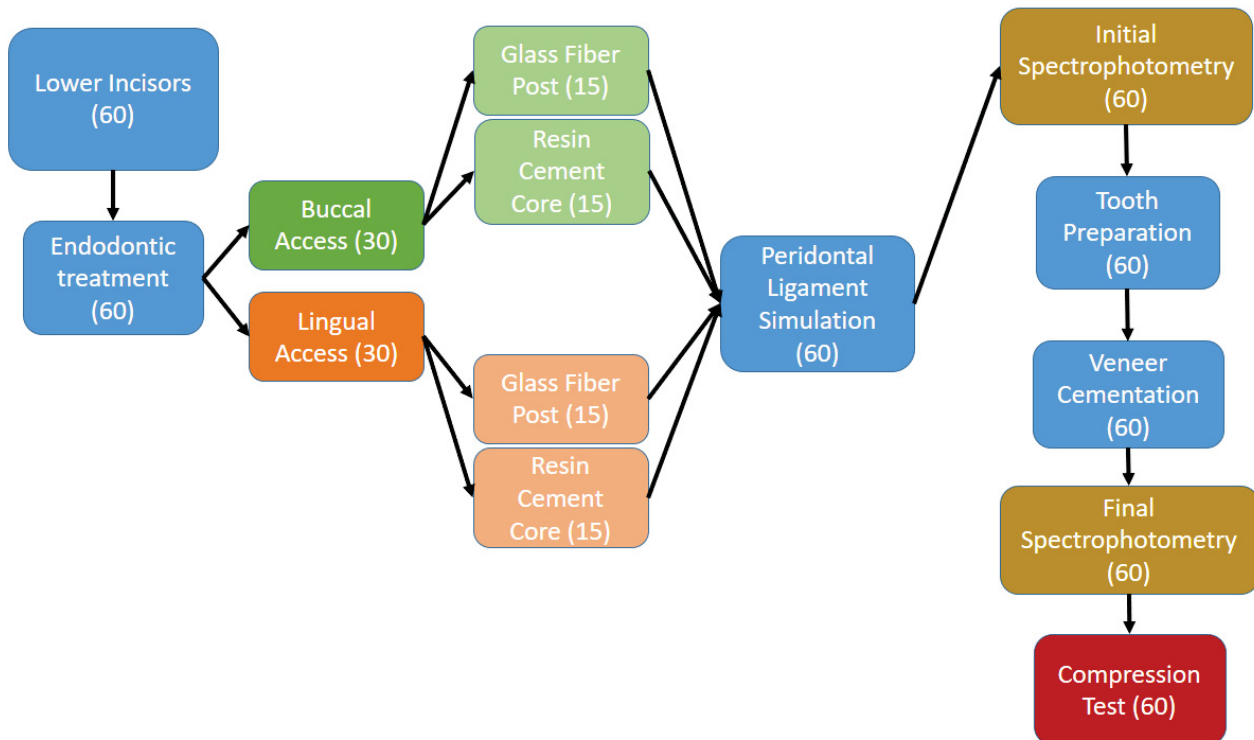 Lower Incisors
(60)
Endodontic
treatment
(60)
Buccal
Access (30)
Lingual
Access (30)
Glass Fiber
Post (15)
Resin
Cement
Core (15)
Glass Fiber
Post (15)
Resin
Cement
Core (15)
Peridontal
Ligament
Simulation
(60)
Initial
Spectrophotometry
(60)
Tooth
Preparation
(60)
Veneer
Cementation
(60)
Final
Spectrophotometry
(60)
Compression
Test (60)